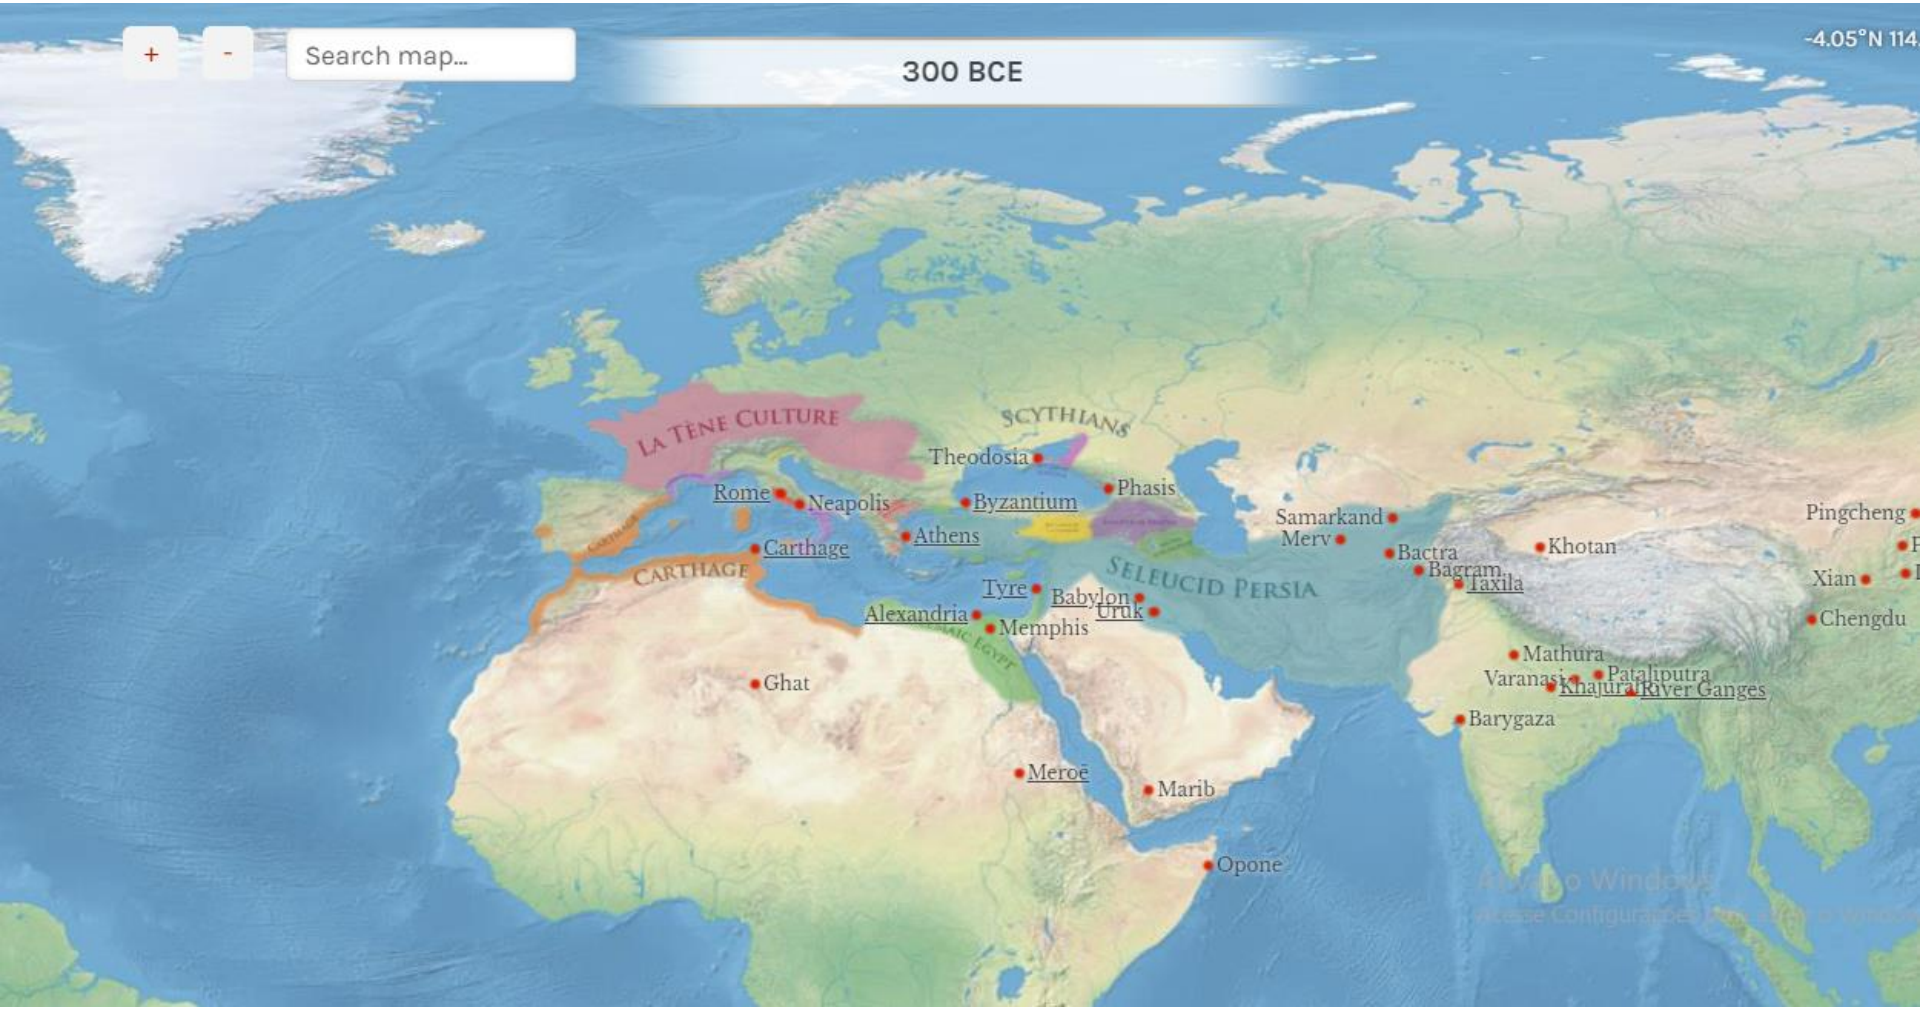 +
-
Search map...
300 BCE
-4.05°N 114.
LA TÈNE CULTURE
SCYTHIANS
Theodosia
Phasis
Rome
Neapolis
Byzantium
CARTHAGE
Athens
Samarkand
Merv
Pingcheng
Carthage
Bactra
Khotan
CARTHAGE
SELEUCID PERSIA
Bagram
Taxila
Xian
Tyre
Babylon
Uruk
Alexandria
Memphis
EGYPT
Chengdu
Mathura
Ghat
Varanasi
Pataliputra
River Ganges
Barygaza
Meroë
Marib
Opone